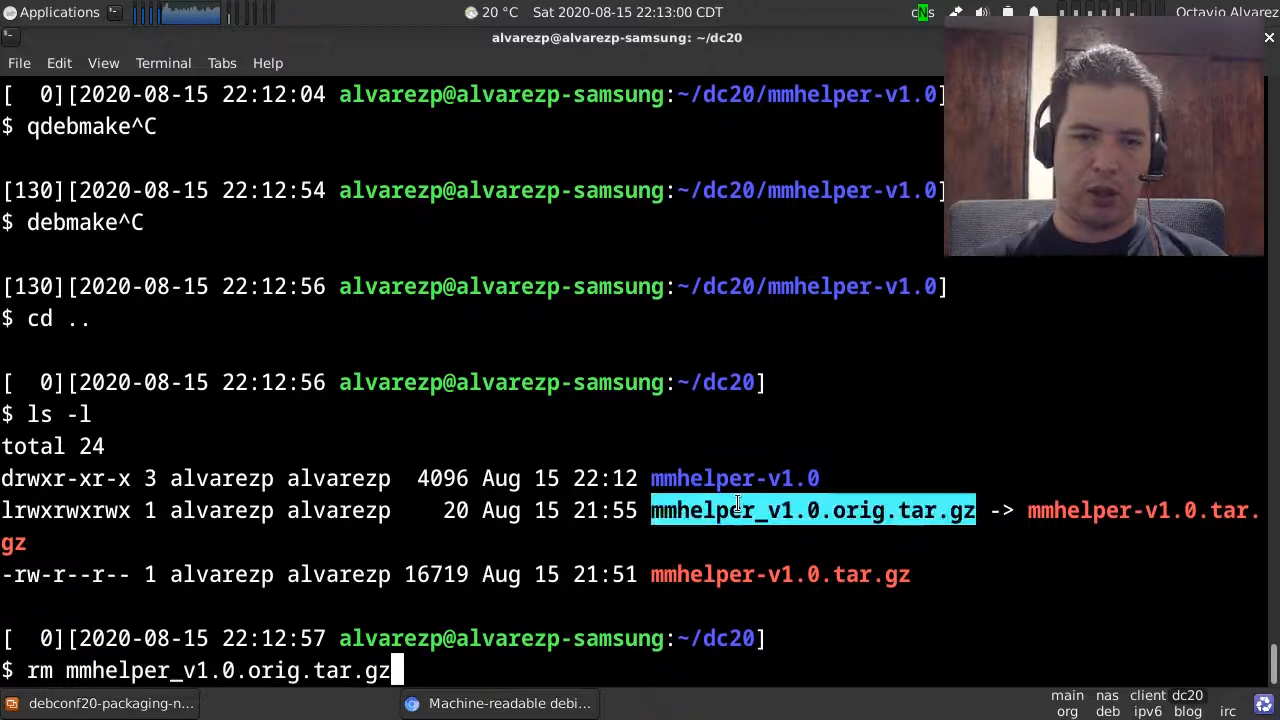 Applications
20 °C Sat 2020-08-15 22:13:00 CDT
cNs
Octavio Alvarez
alvarezp@alvarezp-samsung: ~/dc20
File Edit View Terminal Tabs Help
[  0][2020-08-15 22:12:04 alvarezp@alvarezp-samsung:~/dc20/mmhelper-v1.0]
$ qdebmake^C
[130][2020-08-15 22:12:54 alvarezp@alvarezp-samsung:~/dc20/mmhelper-v1.0]
$ debmake^C
[130][2020-08-15 22:12:56 alvarezp@alvarezp-samsung:~/dc20/mmhelper-v1.0]
$ cd ..
[  0][2020-08-15 22:12:56 alvarezp@alvarezp-samsung:~/dc20]
$ ls -l
total 24
drwxr-xr-x 3 alvarezp alvarezp  4096 Aug 15 22:12 mmhelper-v1.0
lrwxrwxrwx 1 alvarezp alvarezp    20 Aug 15 21:55 mmhelper_v1.0.orig.tar.gz -> mmhelper-v1.0.tar.
gz
-rw-r--r-- 1 alvarezp alvarezp 16719 Aug 15 21:51 mmhelper-v1.0.tar.gz
[  0][2020-08-15 22:12:57 alvarezp@alvarezp-samsung:~/dc20]
$ rm mmhelper_v1.0.orig.tar.gz
debconf20-packaging-n...
Machine-readable debi...
main nas client dc20
org deb ipv6 blog irc